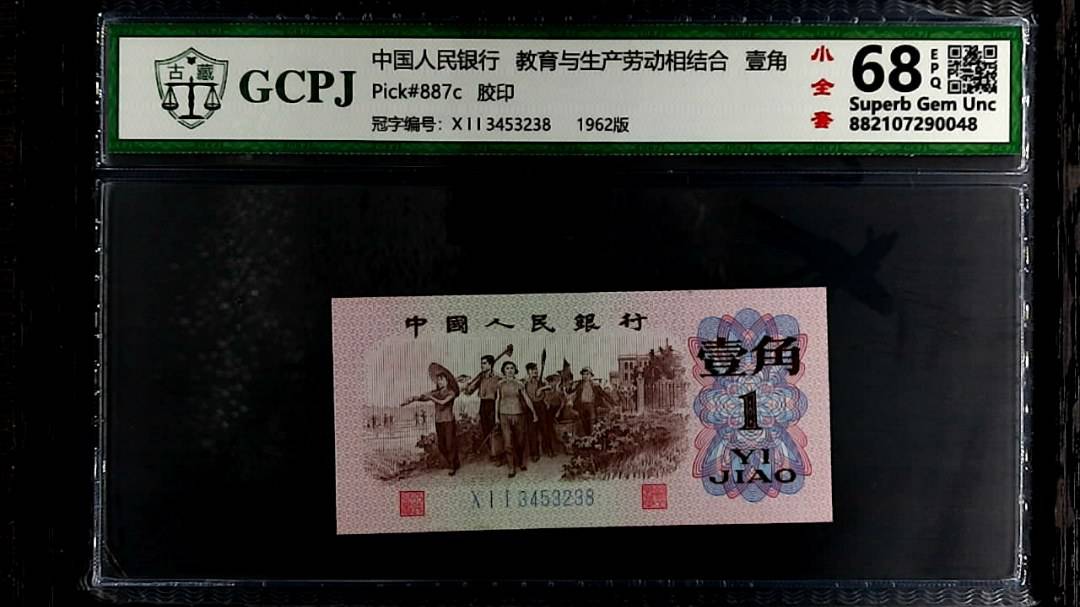 古 藏
GCPJ
中国人民银行 教育与生产劳动相结合 壹角
Pick#887c 胶印
冠字编号: X I I 3453238 1962版
小全套
68
EPQ
Superb Gem Unc
882107290048
中國人民銀行
壹角
1
YI
JIAO
X I I 3453238